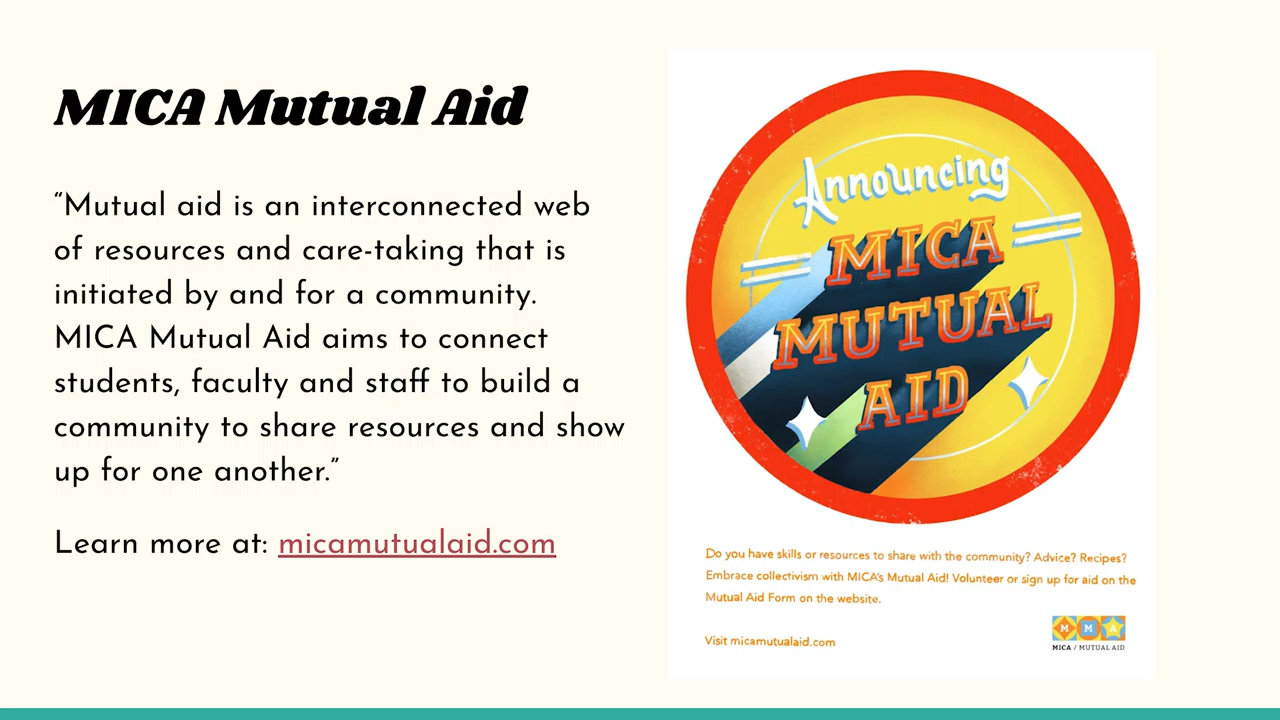 MICA Mutual Aid
“Mutual aid is an interconnected web
of resources and care-taking that is
initiated by and for a community.
MICA Mutual Aid aims to connect
students, faculty and staff to build a
community to share resources and show
up for one another.”
Learn more at: micamutualaid.com
Announcing
MICA
MUTUAL
AID
Do you have skills or resources to share with the community? Advice? Recipes?
Embrace collectivism with MICA's Mutual Aid! Volunteer or sign up for aid on the
Mutual Aid Form on the website.
Visit micamutualaid.com
M M A
MICA / MUTUAL AID